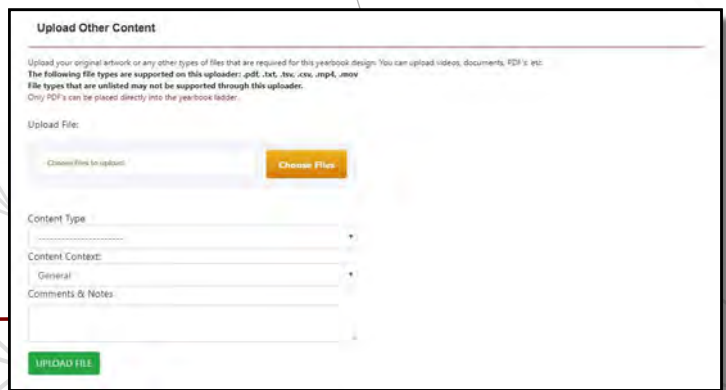 Upload Other Content
Upload your original artwork or any other types of files that are required for this yearbook design. You can upload videos, documents, PDF's, etc.
The following file types are supported on this uploader: .pdf, .txt, .tsv, .csv, .mp4, .mov
File types that are unlisted may not be supported through this uploader.
Only PDF's can be placed directly into the yearbook ladder.
Upload File:
Choose files to upload.
Choose Files
Content Type
------------------------
Content Context:
General
Comments & Notes
UPLOAD FILE